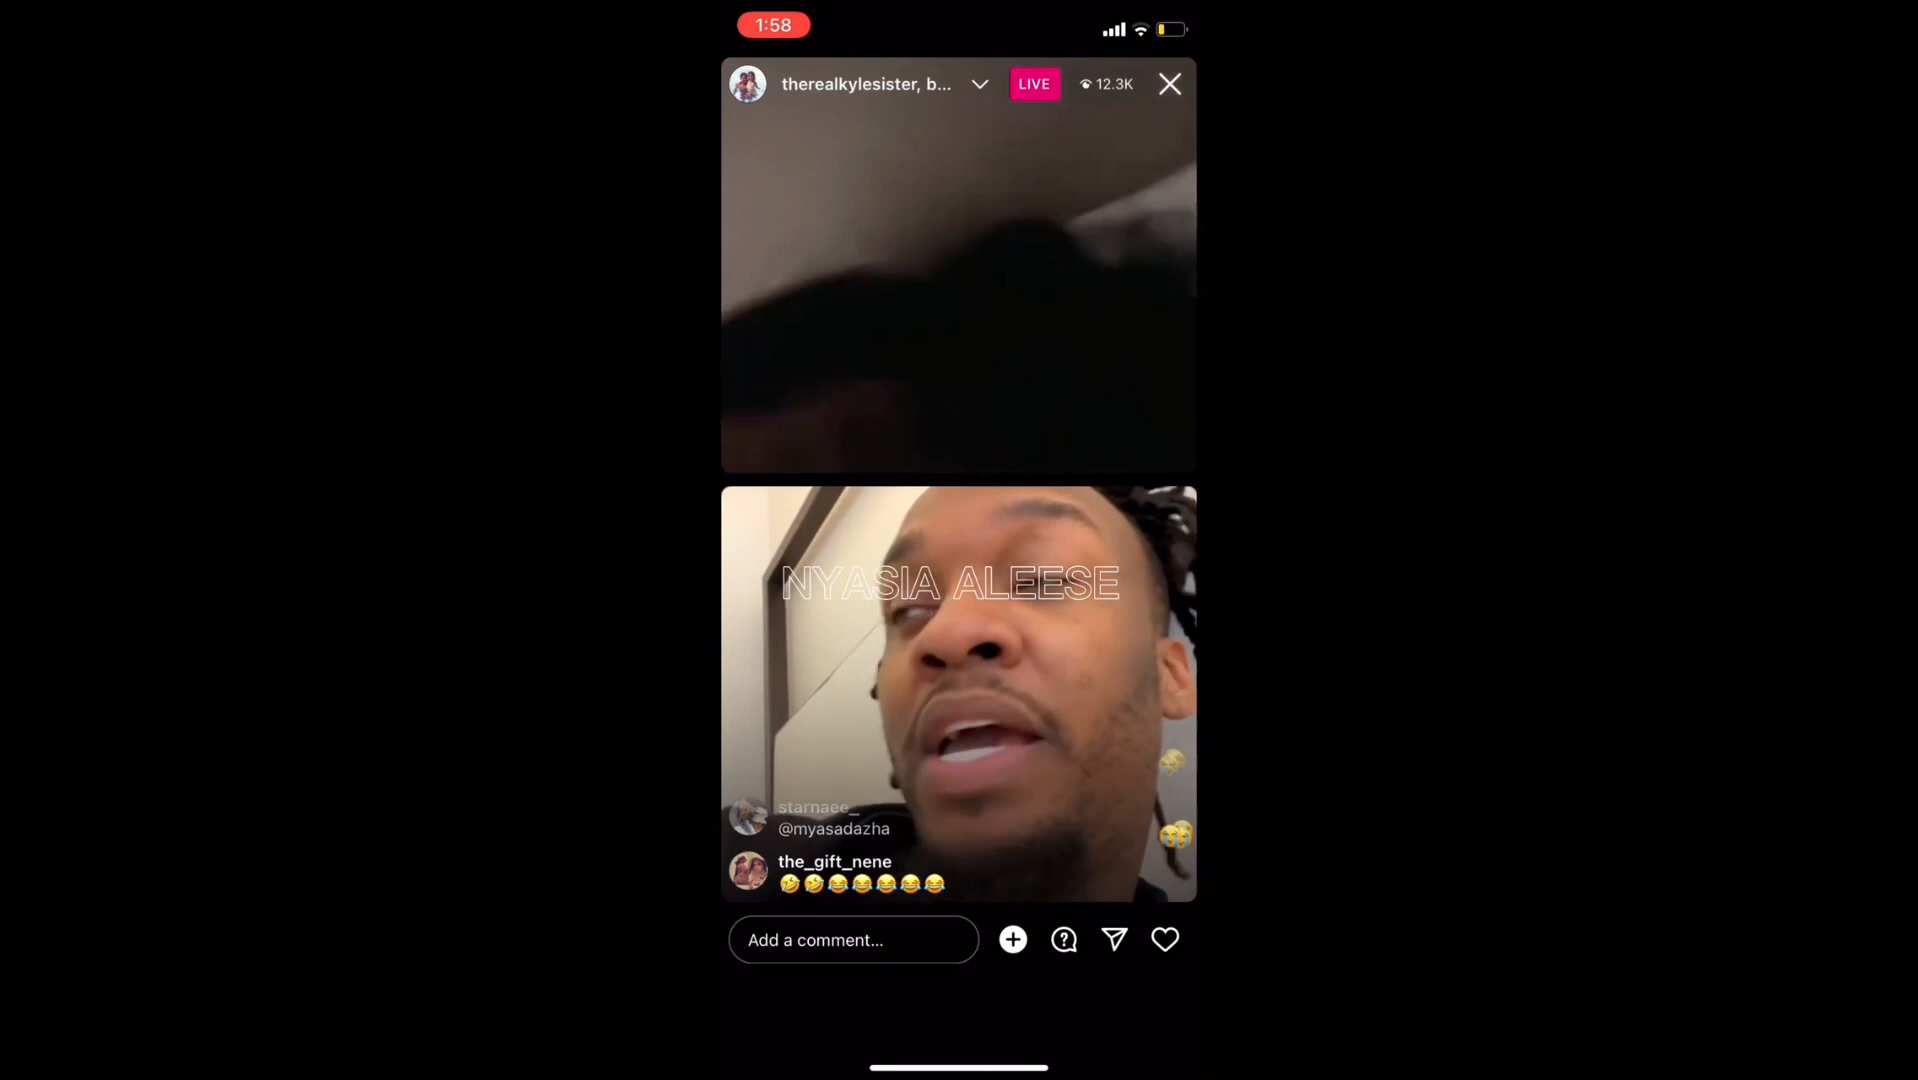 1:58
therealkylesister, b...
LIVE
12.3K
NYASIA ALEESE
starnaee_
@myasadazha
the_gift_nene
🤣🤣😂😂😂😂😂
Add a comment...